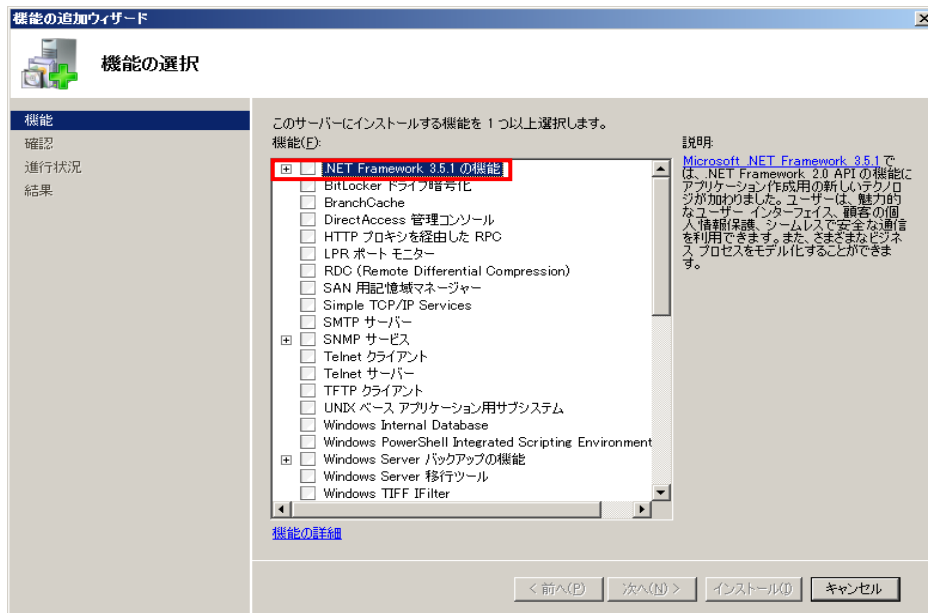 機能の追加ウィザード
機能の選択
機能
確認
進行状況
結果
このサーバーにインストールする機能を 1 つ以上選択します。
機能(F):
.NET Framework 3.5.1 の機能
BitLocker ドライブ暗号化
BranchCache
DirectAccess 管理コンソール
HTTP プロキシを経由した RPC
LPR ポート モニター
RDC (Remote Differential Compression)
SAN 用記憶域マネージャー
Simple TCP/IP Services
SMTP サーバー
SNMP サービス
Telnet クライアント
Telnet サーバー
TFTP クライアント
UNIX ベース アプリケーション用サブシステム
Windows Internal Database
Windows PowerShell Integrated Scripting Environment
Windows Server バックアップの機能
Windows Server 移行ツール
Windows TIFF IFilter
機能の詳細
説明:
Microsoft .NET Framework 3.5.1 で
は、.NET Framework 2.0 API の機能に
アプリケーション作成用の新しいテクノロ
ジが加わりました。ユーザーは、魅力的
なユーザー インターフェイス、顧客の個
人情報保護、シームレスで安全な通信
を利用できます。また、さまざまなビジネ
ス プロセスをモデル化することができま
す。
< 前へ(P)
次へ(N) >
インストール(I)
キャンセル